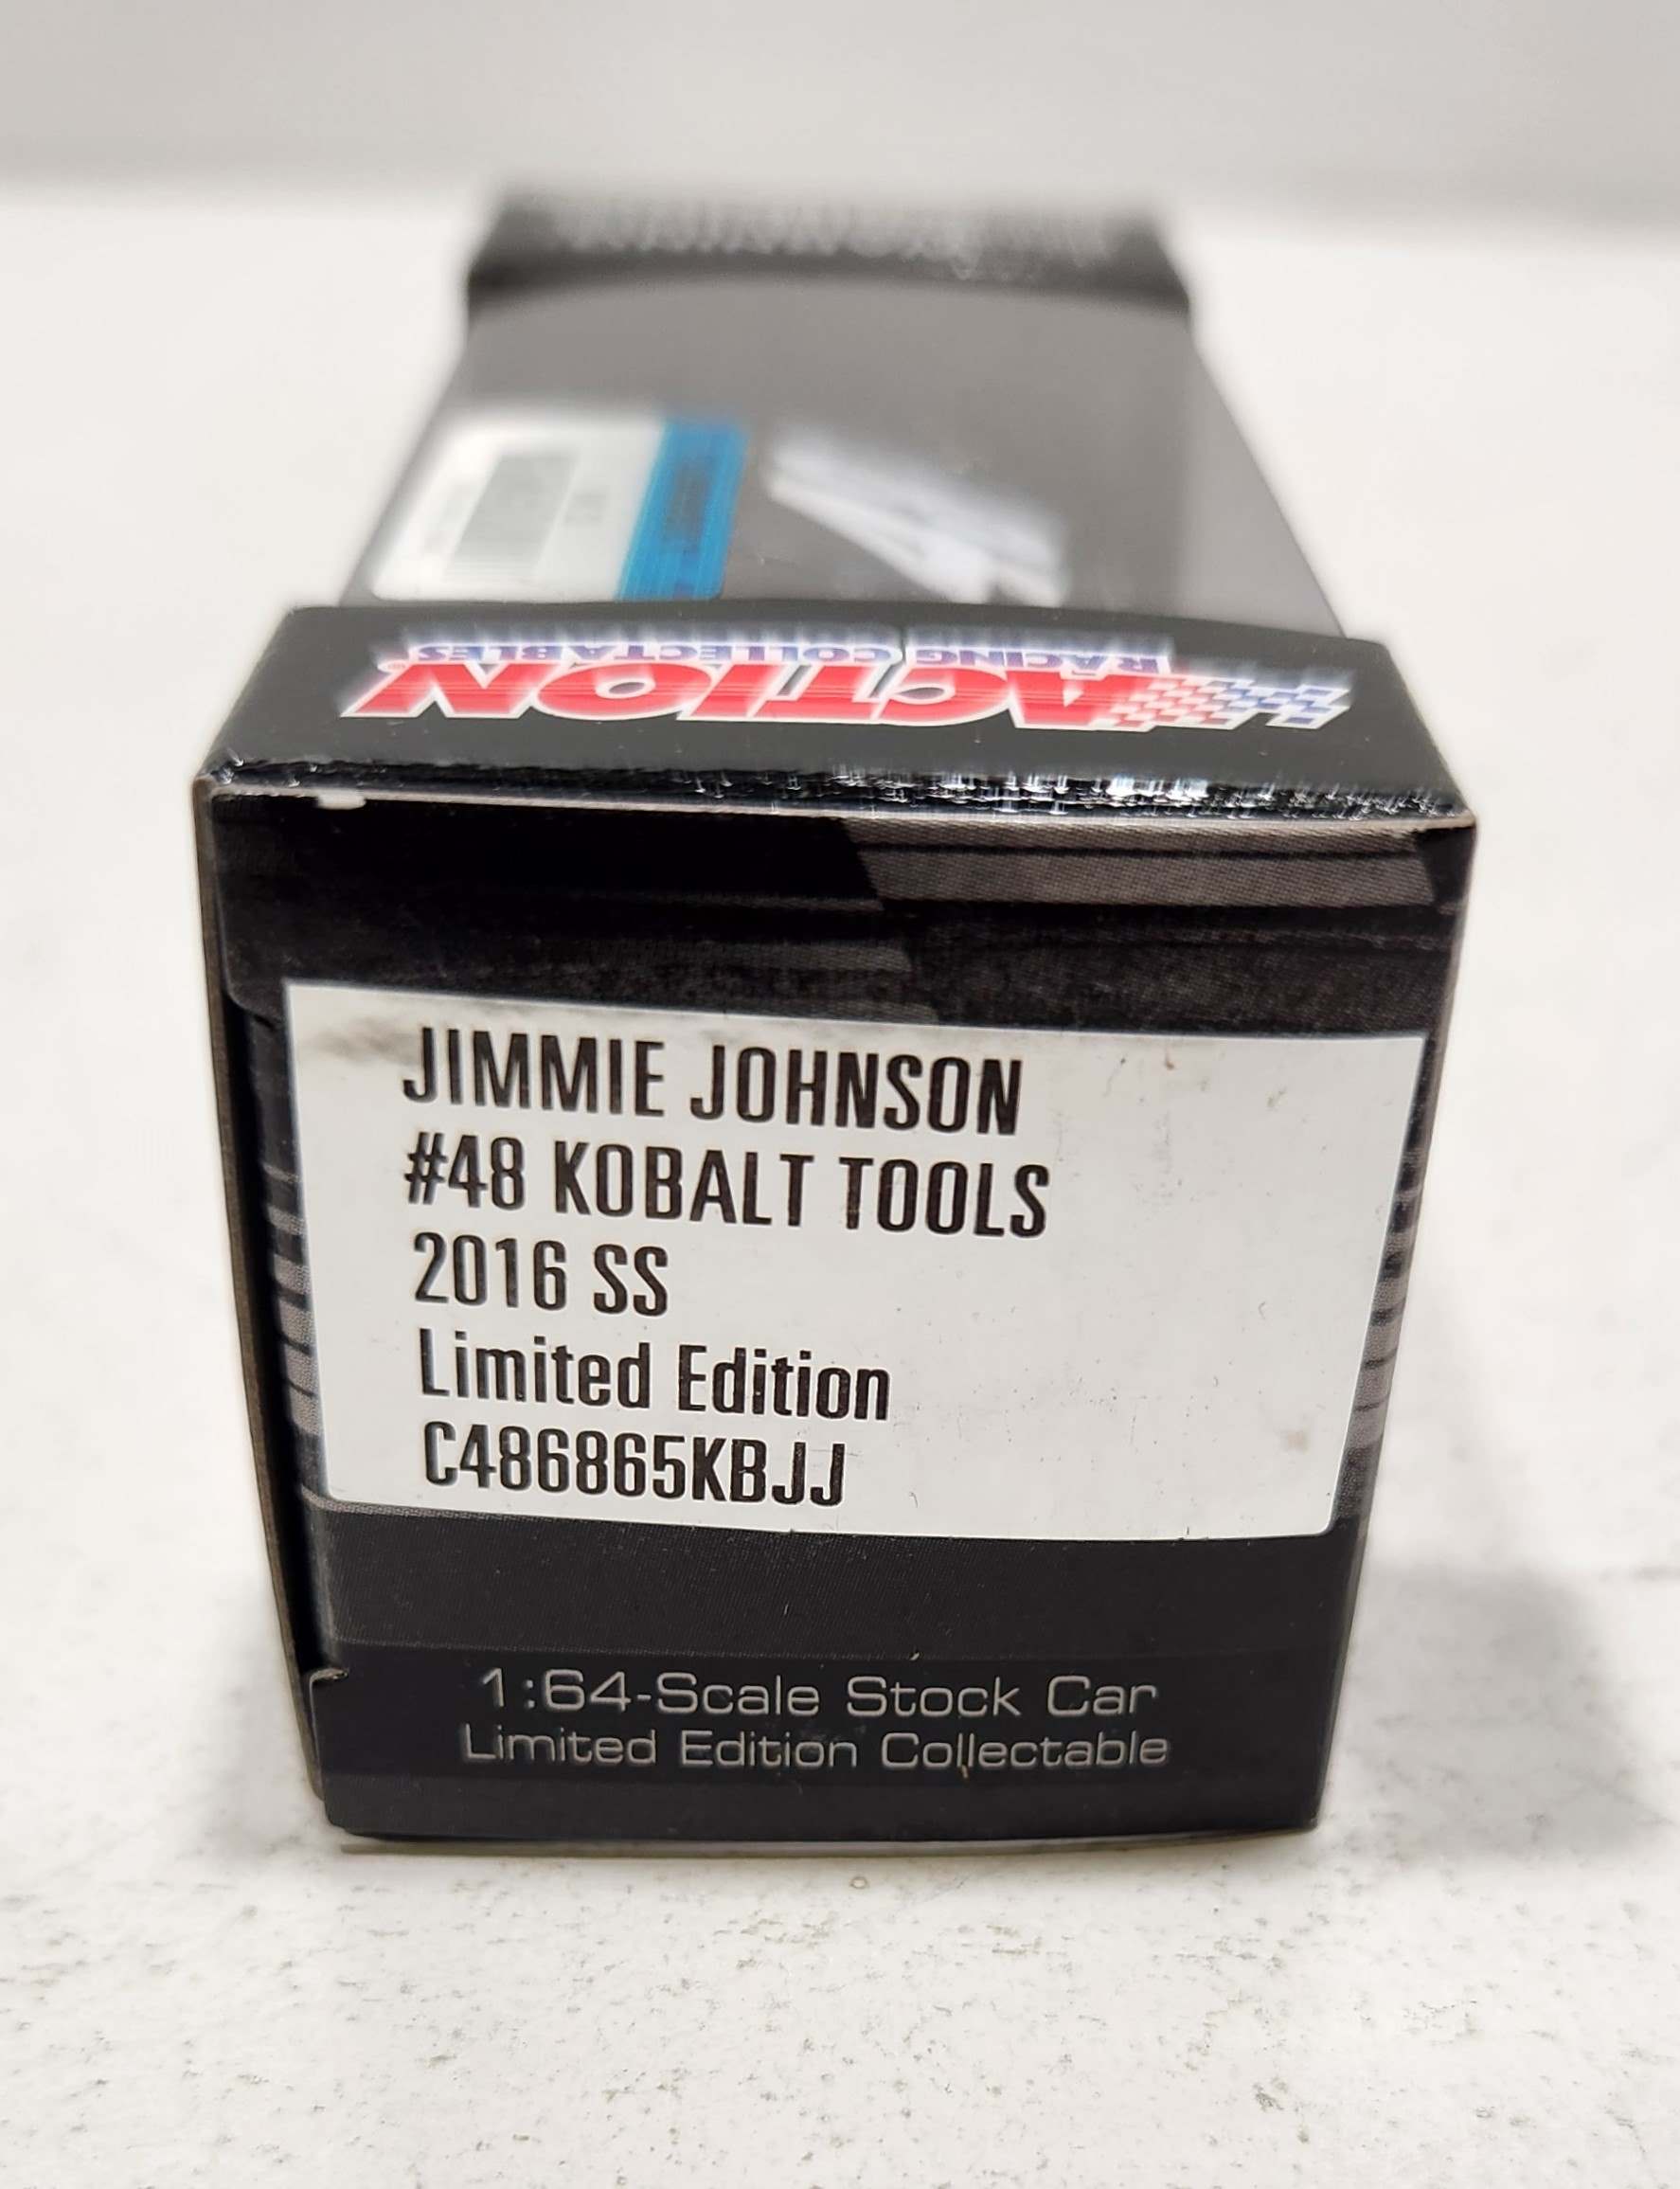 ACTION
RACING COLLECTABLES
JIMMIE JOHNSON
#48 KOBALT TOOLS
2016 SS
Limited Edition
C486865KBJJ
1:64-Scale Stock Car
Limited Edition Collectable